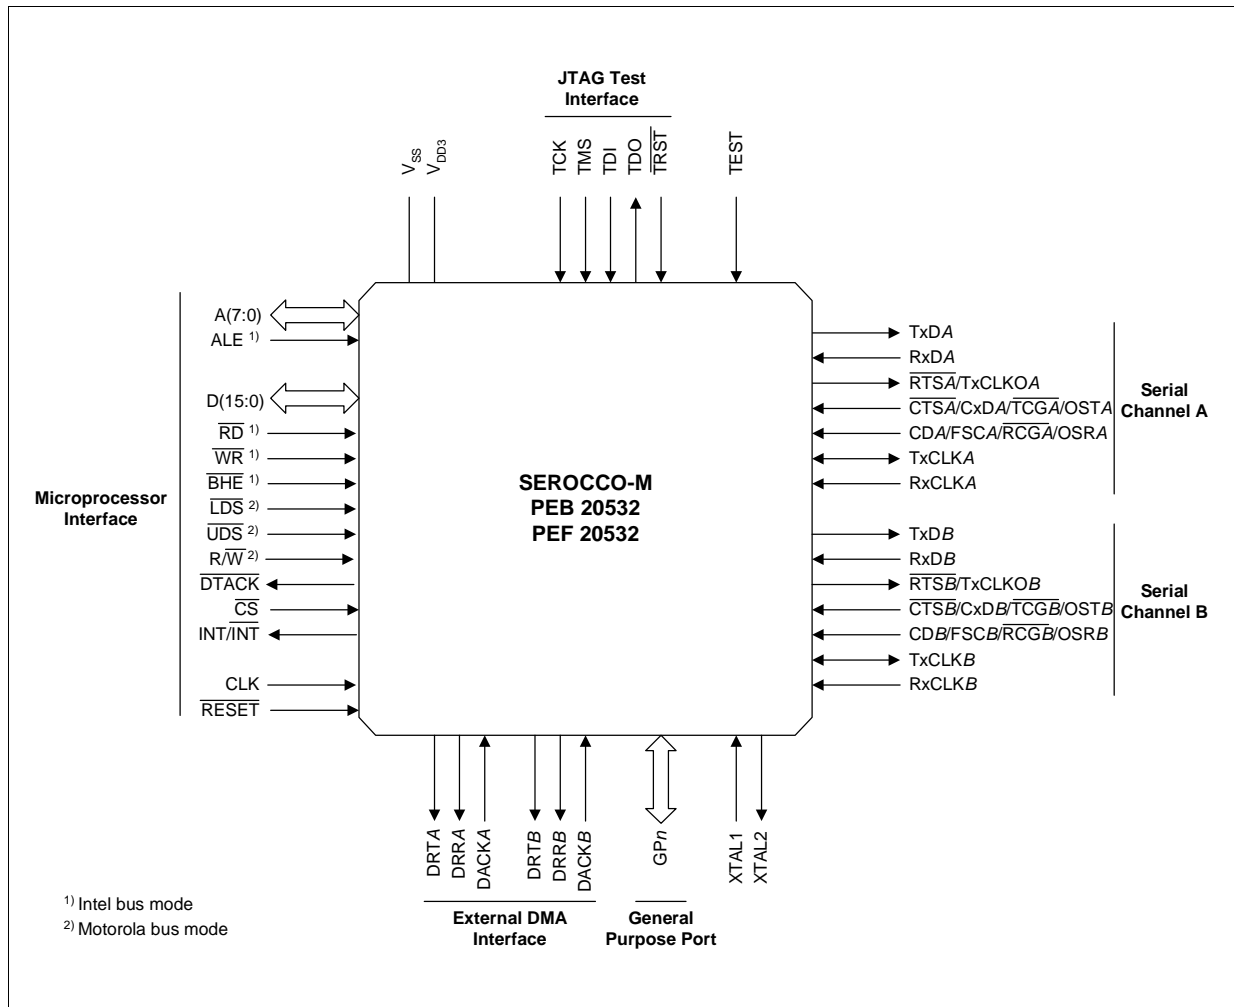 JTAG Test
Interface
VSS
VDD3
TCK
TMS
TDI
TDO
TRST
TEST
Microprocessor
Interface
A(7:0)
ALE 1)
D(15:0)
RD 1)
WR 1)
BHE 1)
LDS 2)
UDS 2)
R/W 2)
DTACK
CS
INT/INT
CLK
RESET
SEROCCO-M
PEB 20532
PEF 20532
TxDA
RxDA
RTSA/TxCLKOA
CTSA/CxDA/TCGA/OSTA
CDA/FSCA/RCGA/OSRA
TxCLKA
RxCLKA
Serial
Channel A
TxDB
RxDB
RTSB/TxCLKOB
CTSB/CxDB/TCGB/OSTB
CDB/FSCB/RCGB/OSRB
TxCLKB
RxCLKB
Serial
Channel B
DRTA
DRRA
DACKA
DRTB
DRRB
DACKB
GPn
XTAL1
XTAL2
External DMA
Interface
General
Purpose Port
1) Intel bus mode
2) Motorola bus mode